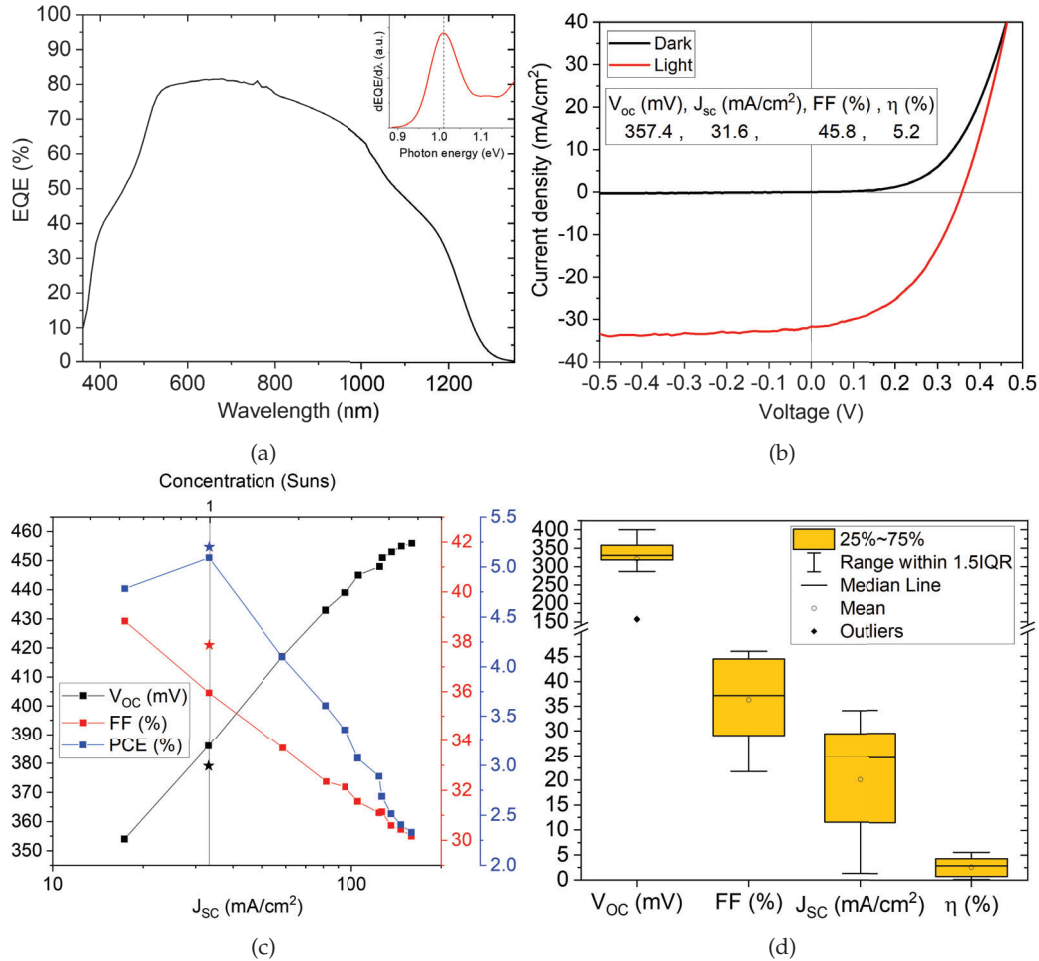 100
90
80
70
60
50
40
30
20
10
0
EQE (%)
400 600 800 1000 1200
Wavelength (nm)
dEQE/dλ (a.u.)
0.9 1.0 1.1
Photon energy (eV)
(a)
40
30
20
10
0
-10
-20
-30
-40
Current density (mA/cm²)
Dark
Light
V_oc (mV), J_sc (mA/cm²), FF (%) , η (%)
357.4 , 31.6 , 45.8 , 5.2
-0.5 -0.4 -0.3 -0.2 -0.1 0.0 0.1 0.2 0.3 0.4 0.5
Voltage (V)
(b)
Concentration (Suns)
1
460
450
440
430
420
410
400
390
380
370
360
350
V_OC (mV)
FF (%)
PCE (%)
42
40
38
36
34
32
30
5.5
5.0
4.5
4.0
3.5
3.0
2.5
2.0
10 100
J_SC (mA/cm²)
(c)
400
350
300
250
200
150
45
40
35
30
25
20
15
10
5
0
25%~75%
Range within 1.5IQR
Median Line
Mean
Outliers
V_OC (mV) FF (%) J_SC (mA/cm²) η (%)
(d)